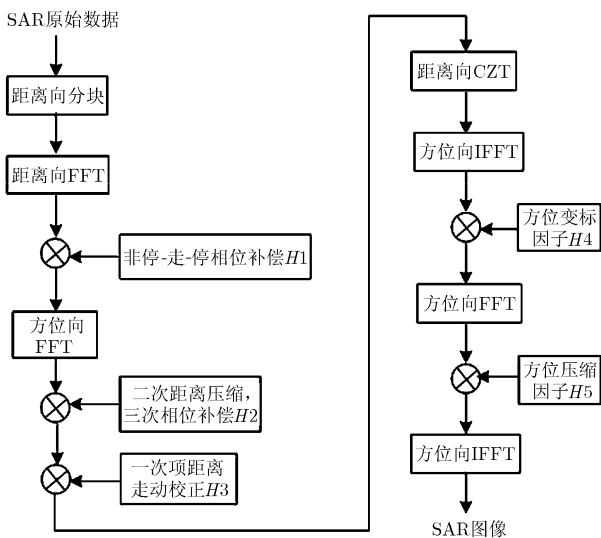 SAR原始数据
距离向分块
距离向FFT
非停-走-停相位补偿H1
方位向
FFT
二次距离压缩，
三次相位补偿H2
一次项距离
走动校正H3
距离向CZT
方位向IFFT
方位变标
因子H4
方位向FFT
方位压缩
因子H5
方位向IFFT
SAR图像